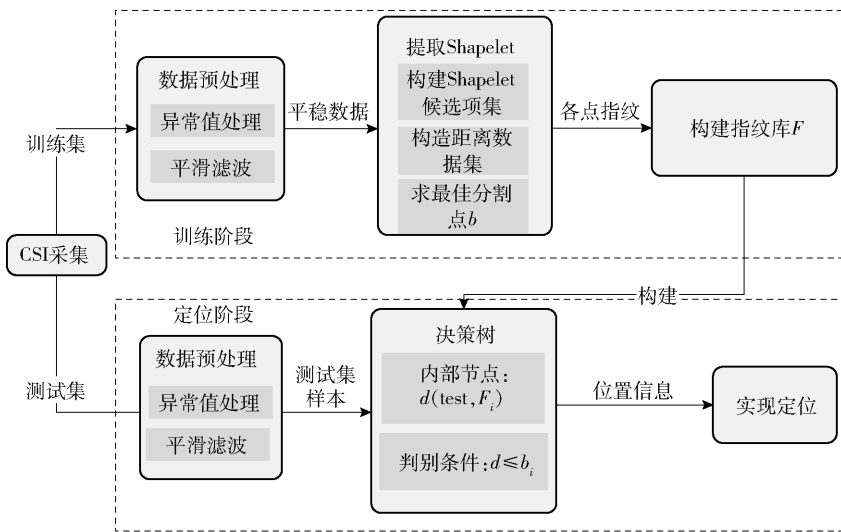 CSI采集
训练集
数据预处理
异常值处理
平滑滤波
平稳数据
提取Shapelet
构建Shapelet
候选项集
构造距离数
据集
求最佳分割
点b
各点指纹
构建指纹库F
训练阶段
构建
测试集
定位阶段
数据预处理
异常值处理
平滑滤波
测试集
样本
决策树
内部节点：
d(test,F_i)
判别条件：d≤b_i
位置信息
实现定位